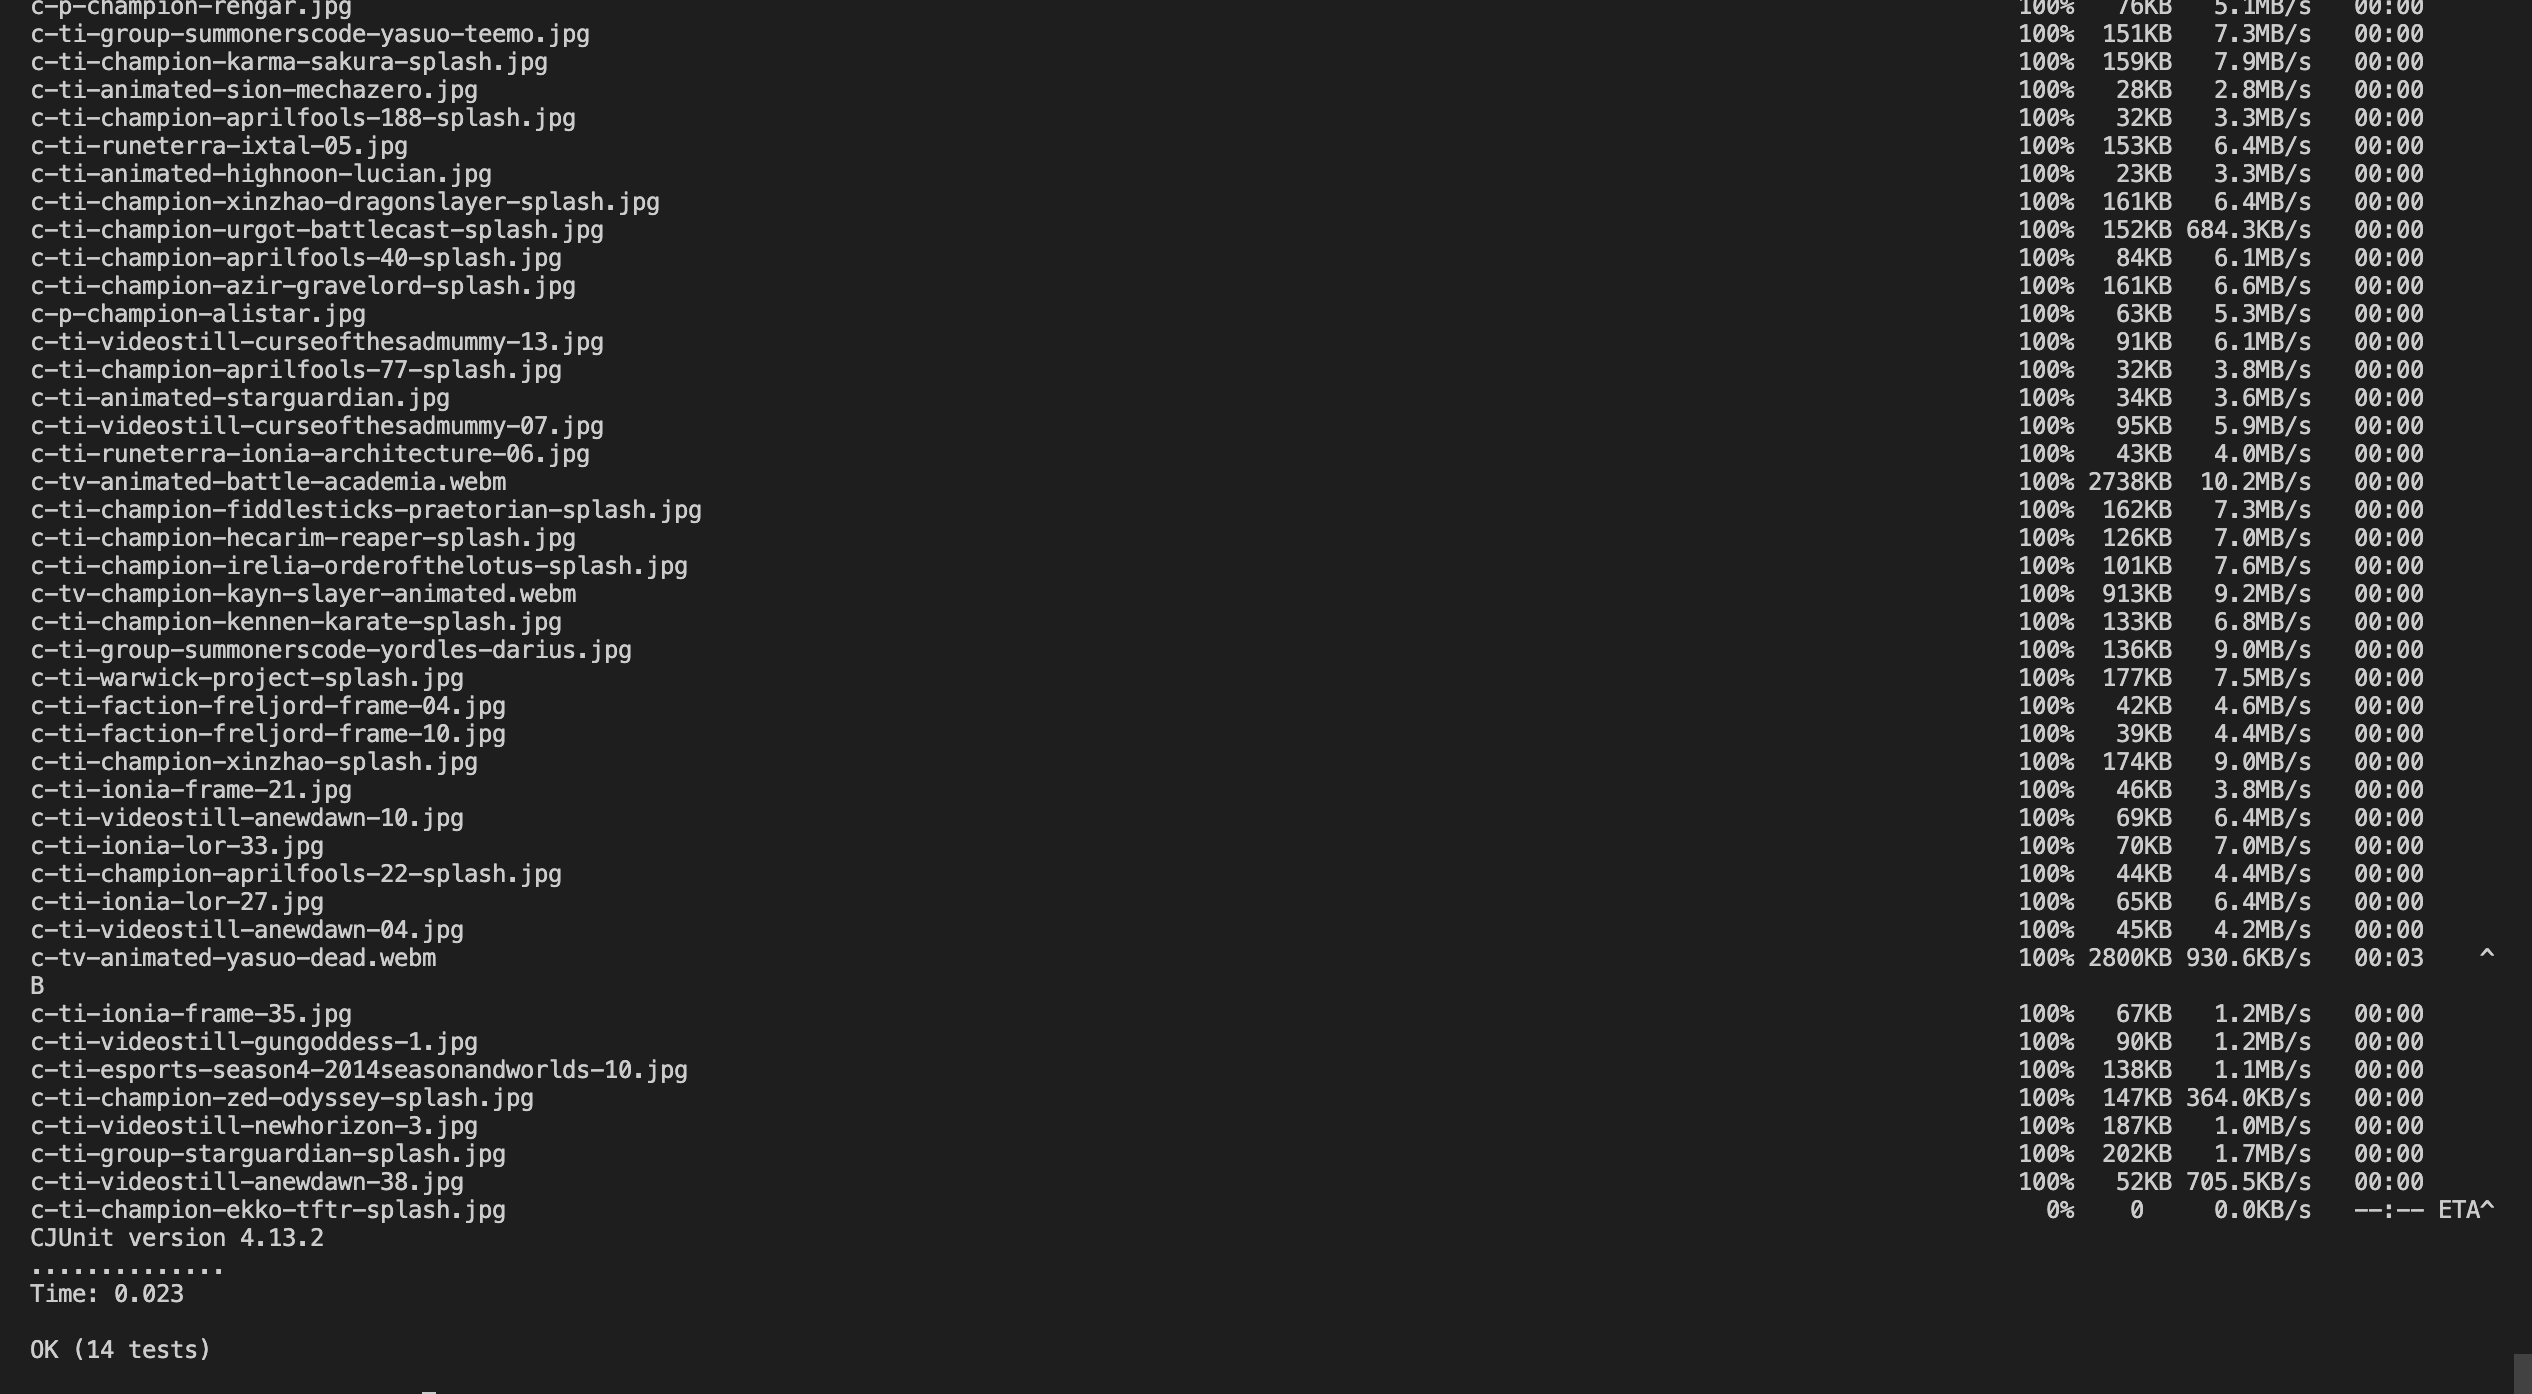 c-p-champion-rengar.jpg 100% 76KB 5.1MB/s 00:00
c-ti-group-summonerscode-yasuo-teemo.jpg 100% 151KB 7.3MB/s 00:00
c-ti-champion-karma-sakura-splash.jpg 100% 159KB 7.9MB/s 00:00
c-ti-animated-sion-mechazero.jpg 100% 28KB 2.8MB/s 00:00
c-ti-champion-aprilfools-188-splash.jpg 100% 32KB 3.3MB/s 00:00
c-ti-runeterra-ixtal-05.jpg 100% 153KB 6.4MB/s 00:00
c-ti-animated-highnoon-lucian.jpg 100% 23KB 3.3MB/s 00:00
c-ti-champion-xinzhao-dragonslayer-splash.jpg 100% 161KB 6.4MB/s 00:00
c-ti-champion-urgot-battlecast-splash.jpg 100% 152KB 684.3KB/s 00:00
c-ti-champion-aprilfools-40-splash.jpg 100% 84KB 6.1MB/s 00:00
c-ti-champion-azir-gravelord-splash.jpg 100% 161KB 6.6MB/s 00:00
c-p-champion-alistar.jpg 100% 63KB 5.3MB/s 00:00
c-ti-videostill-curseofthesadmummy-13.jpg 100% 91KB 6.1MB/s 00:00
c-ti-champion-aprilfools-77-splash.jpg 100% 32KB 3.8MB/s 00:00
c-ti-animated-starguardian.jpg 100% 34KB 3.6MB/s 00:00
c-ti-videostill-curseofthesadmummy-07.jpg 100% 95KB 5.9MB/s 00:00
c-ti-runeterra-ionia-architecture-06.jpg 100% 43KB 4.0MB/s 00:00
c-tv-animated-battle-academia.webm 100% 2738KB 10.2MB/s 00:00
c-ti-champion-fiddlesticks-praetorian-splash.jpg 100% 162KB 7.3MB/s 00:00
c-ti-champion-hecarim-reaper-splash.jpg 100% 126KB 7.0MB/s 00:00
c-ti-champion-irelia-orderofthelotus-splash.jpg 100% 101KB 7.6MB/s 00:00
c-tv-champion-kayn-slayer-animated.webm 100% 913KB 9.2MB/s 00:00
c-ti-champion-kennen-karate-splash.jpg 100% 133KB 6.8MB/s 00:00
c-ti-group-summonerscode-yordles-darius.jpg 100% 136KB 9.0MB/s 00:00
c-ti-warwick-project-splash.jpg 100% 177KB 7.5MB/s 00:00
c-ti-faction-freljord-frame-04.jpg 100% 42KB 4.6MB/s 00:00
c-ti-faction-freljord-frame-10.jpg 100% 39KB 4.4MB/s 00:00
c-ti-champion-xinzhao-splash.jpg 100% 174KB 9.0MB/s 00:00
c-ti-ionia-frame-21.jpg 100% 46KB 3.8MB/s 00:00
c-ti-videostill-anewdawn-10.jpg 100% 69KB 6.4MB/s 00:00
c-ti-ionia-lor-33.jpg 100% 70KB 7.0MB/s 00:00
c-ti-champion-aprilfools-22-splash.jpg 100% 44KB 4.4MB/s 00:00
c-ti-ionia-lor-27.jpg 100% 65KB 6.4MB/s 00:00
c-ti-videostill-anewdawn-04.jpg 100% 45KB 4.2MB/s 00:00
c-tv-animated-yasuo-dead.webm 100% 2800KB 930.6KB/s 00:03 ^
B
c-ti-ionia-frame-35.jpg 100% 67KB 1.2MB/s 00:00
c-ti-videostill-gungoddess-1.jpg 100% 90KB 1.2MB/s 00:00
c-ti-esports-season4-2014seasonandworlds-10.jpg 100% 138KB 1.1MB/s 00:00
c-ti-champion-zed-odyssey-splash.jpg 100% 147KB 364.0KB/s 00:00
c-ti-videostill-newhorizon-3.jpg 100% 187KB 1.0MB/s 00:00
c-ti-group-starguardian-splash.jpg 100% 202KB 1.7MB/s 00:00
c-ti-videostill-anewdawn-38.jpg 100% 52KB 705.5KB/s 00:00
c-ti-champion-ekko-tftr-splash.jpg 0% 0 0.0KB/s --:-- ETA^
CJUnit version 4.13.2
..............
Time: 0.023
OK (14 tests)